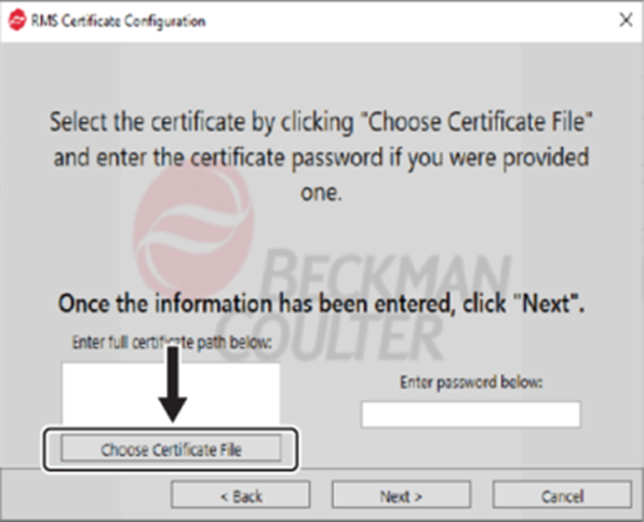 RMS Certificate Configuration
Select the certificate by clicking "Choose Certificate File"
and enter the certificate password if you were provided
one.
BECKMAN
COULTER
Once the information has been entered, click "Next".
Enter full certificate path below:
Enter password below:
Choose Certificate File
< Back
Next >
Cancel